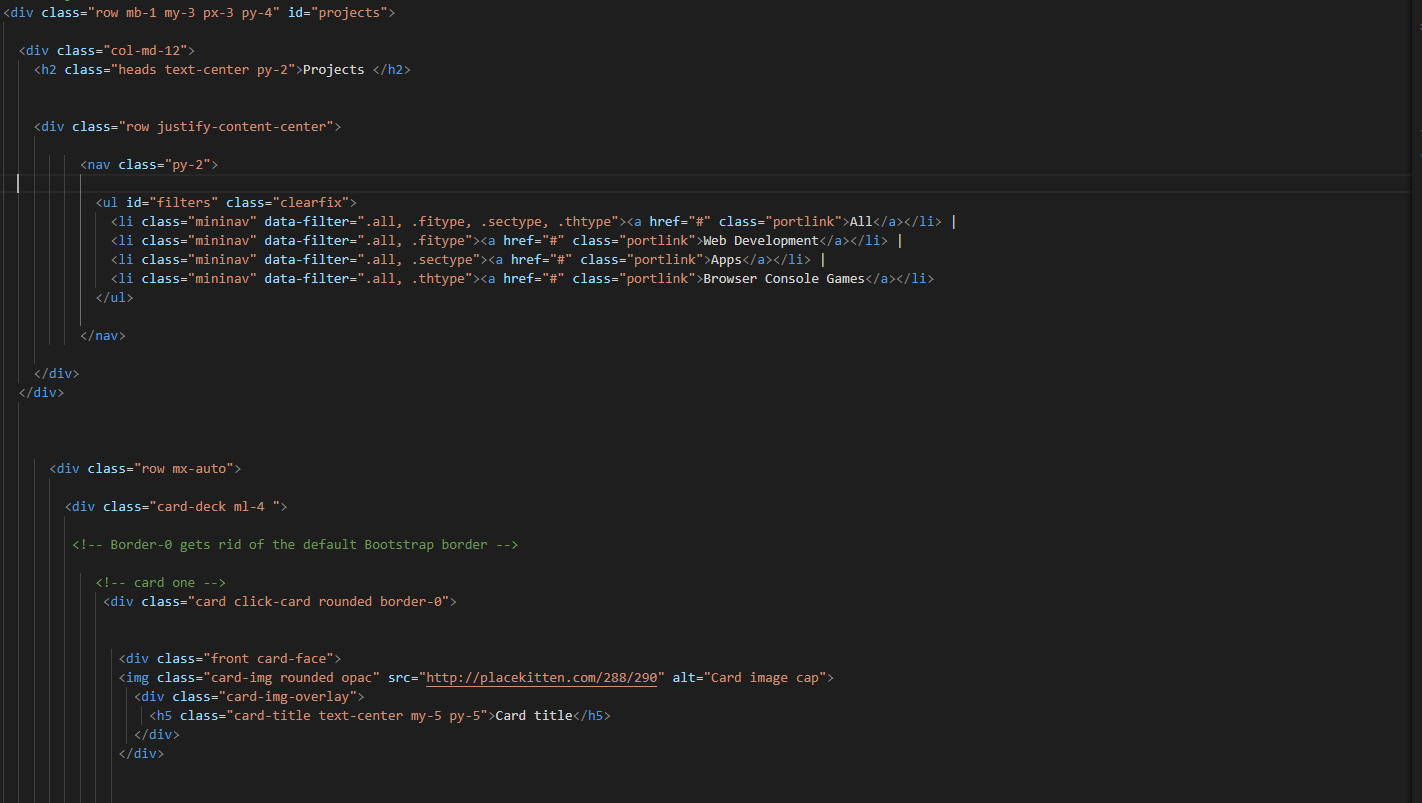 <div class="row mb-1 my-3 px-3 py-4" id="projects">
<div class="col-md-12">
<h2 class="heads text-center py-2">Projects </h2>
<div class="row justify-content-center">
<nav class="py-2">
<ul id="filters" class="clearfix">
<li class="mininav" data-filter=".all, .fitype, .sectype, .thtype"><a href="#" class="portlink">All</a></li> |
<li class="mininav" data-filter=".all, .fitype"><a href="#" class="portlink">Web Development</a></li> |
<li class="mininav" data-filter=".all, .sectype"><a href="#" class="portlink">Apps</a></li> |
<li class="mininav" data-filter=".all, .thtype"><a href="#" class="portlink">Browser Console Games</a></li>
</ul>
</nav>
</div>
</div>
<div class="row mx-auto">
<div class="card-deck ml-4 ">
<!-- Border-0 gets rid of the default Bootstrap border -->
<!-- card one -->
<div class="card click-card rounded border-0">
<div class="front card-face">
<img class="card-img rounded opac" src="http://placekitten.com/288/290" alt="Card image cap">
<div class="card-img-overlay">
<h5 class="card-title text-center my-5 py-5">Card title</h5>
</div>
</div>